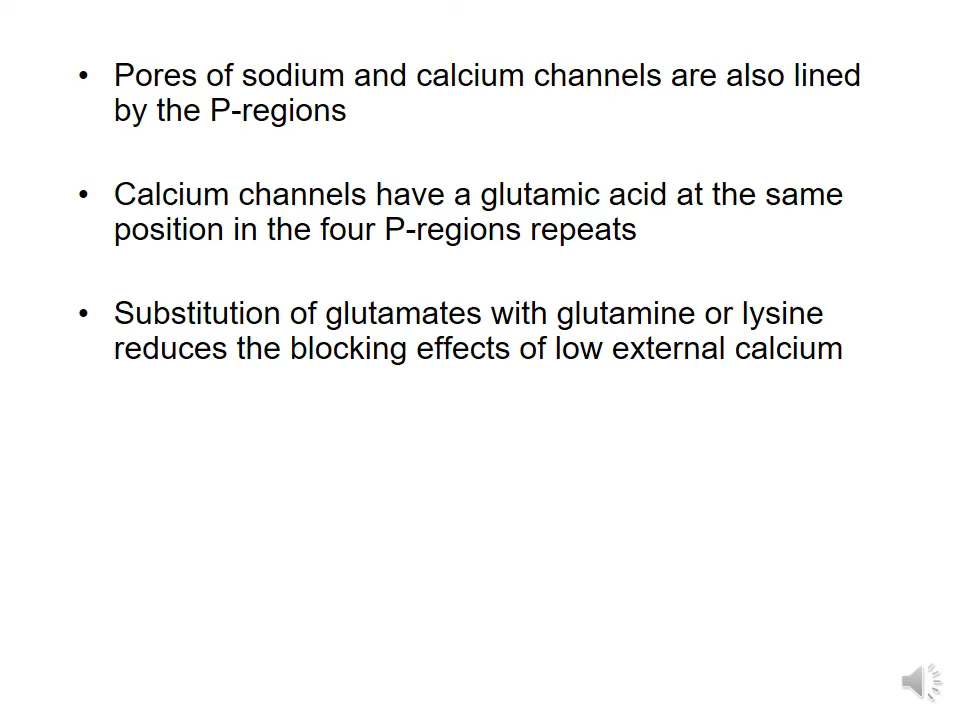 • Pores of sodium and calcium channels are also lined
by the P-regions
• Calcium channels have a glutamic acid at the same
position in the four P-regions repeats
• Substitution of glutamates with glutamine or lysine
reduces the blocking effects of low external calcium